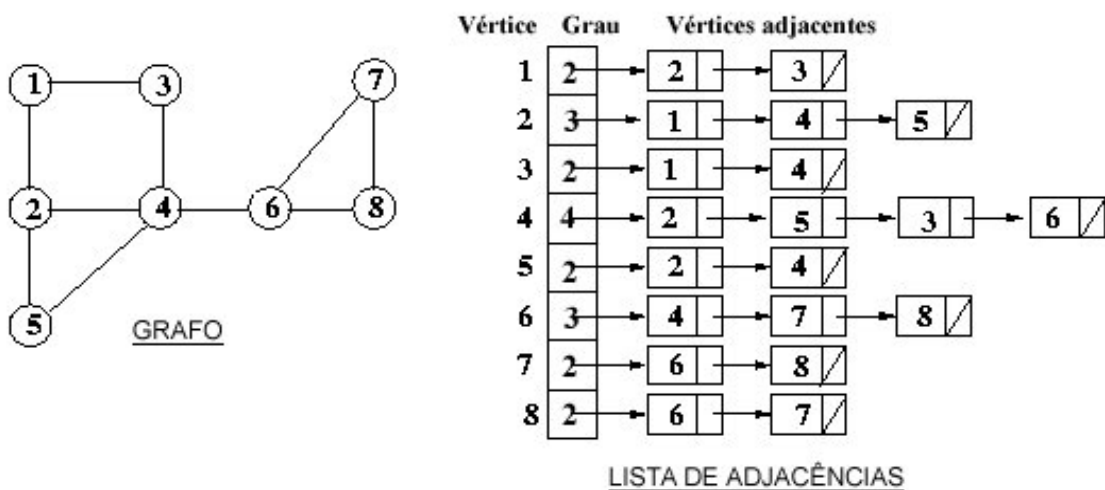 Vértice Grau Vértices adjacentes
1 3
2 4 6 8
5
7
GRAFO
1 2 2 3
2 3 1 4 5
3 2 1 4
4 4 2 5 3 6
5 2 2 4
6 3 4 7 8
7 2 6 8
8 2 6 7
LISTA DE ADJACÊNCIAS